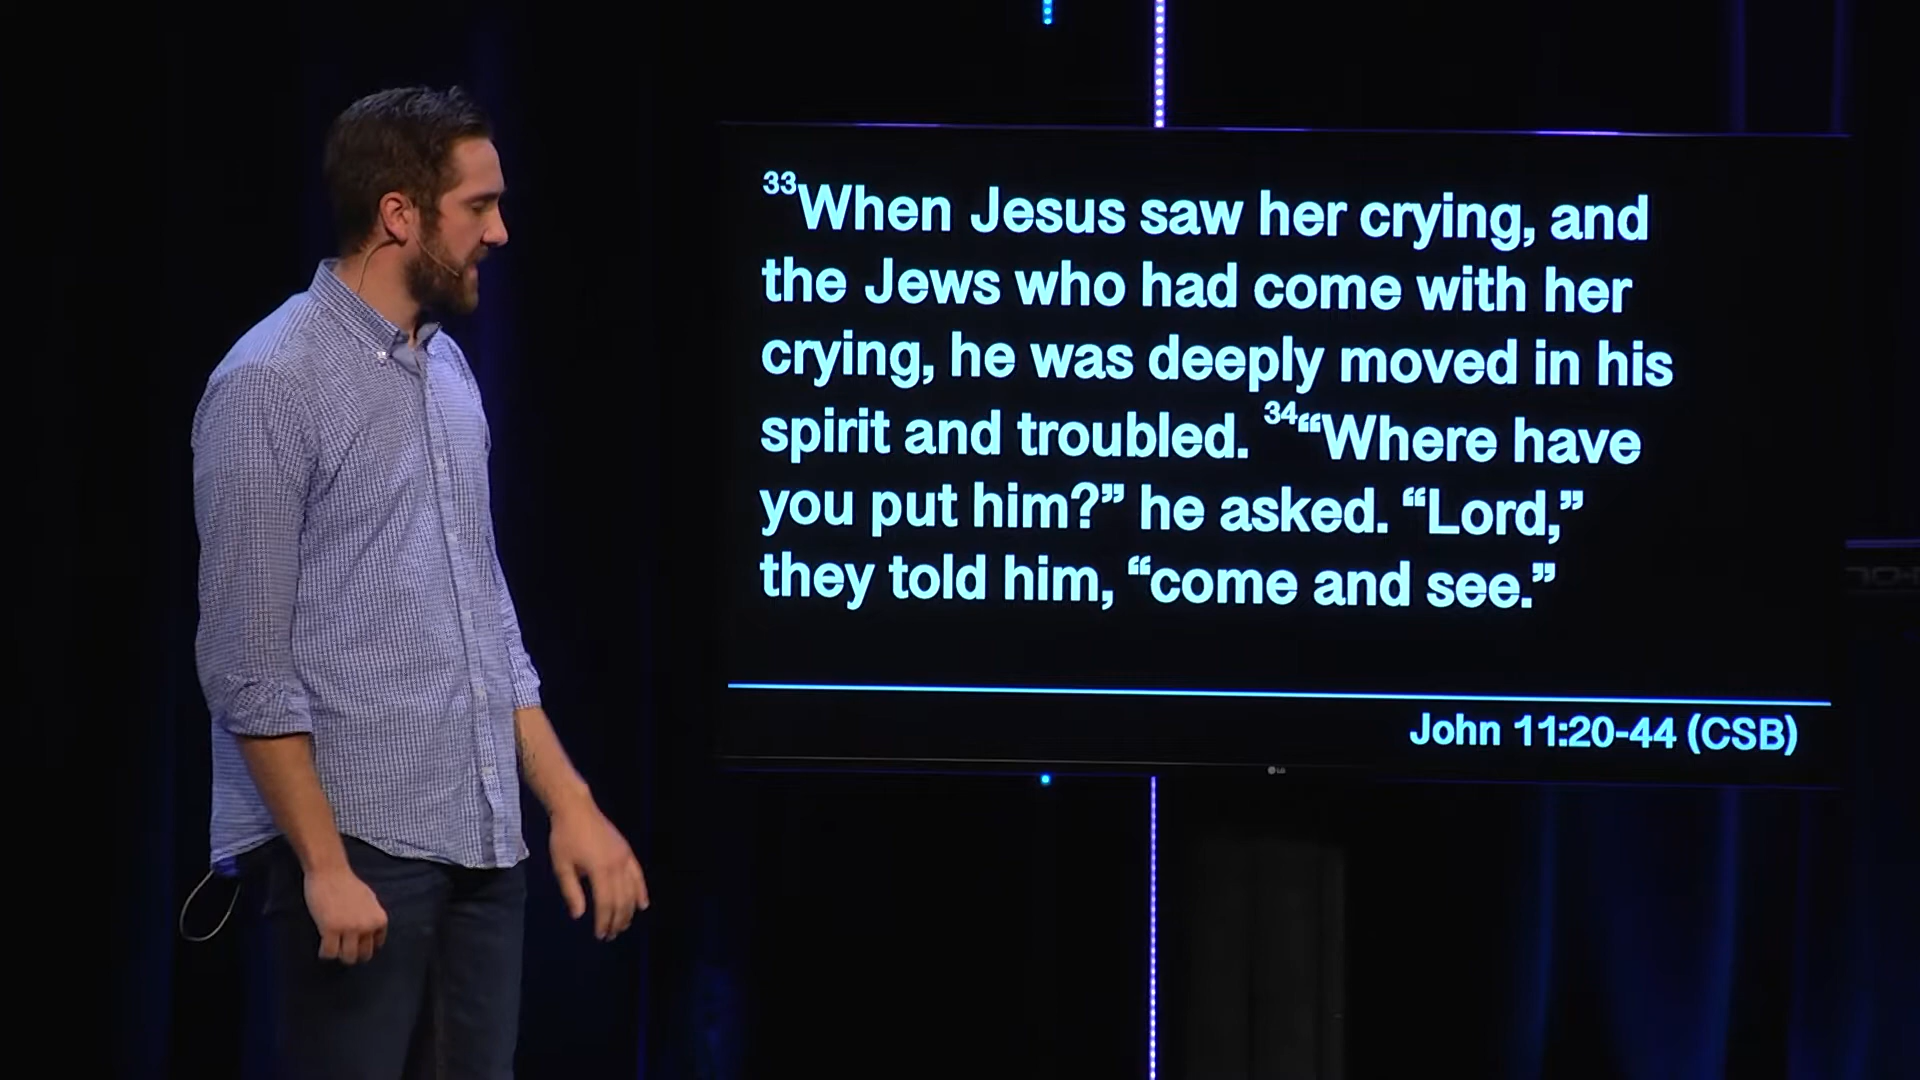 ³³When Jesus saw her crying, and
the Jews who had come with her
crying, he was deeply moved in his
spirit and troubled. ³⁴“Where have
you put him?” he asked. “Lord,”
they told him, “come and see.”
John 11:20-44 (CSB)
LG